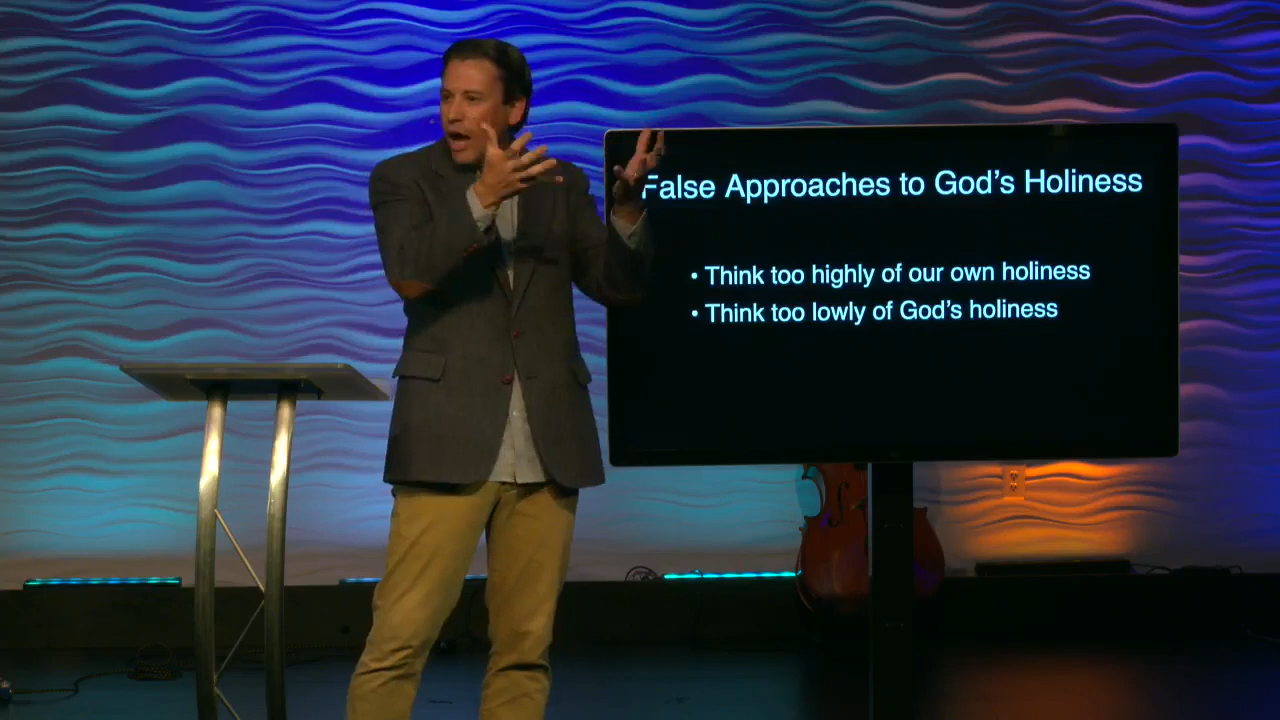 False Approaches to God's Holiness
• Think too highly of our own holiness
• Think too lowly of God's holiness